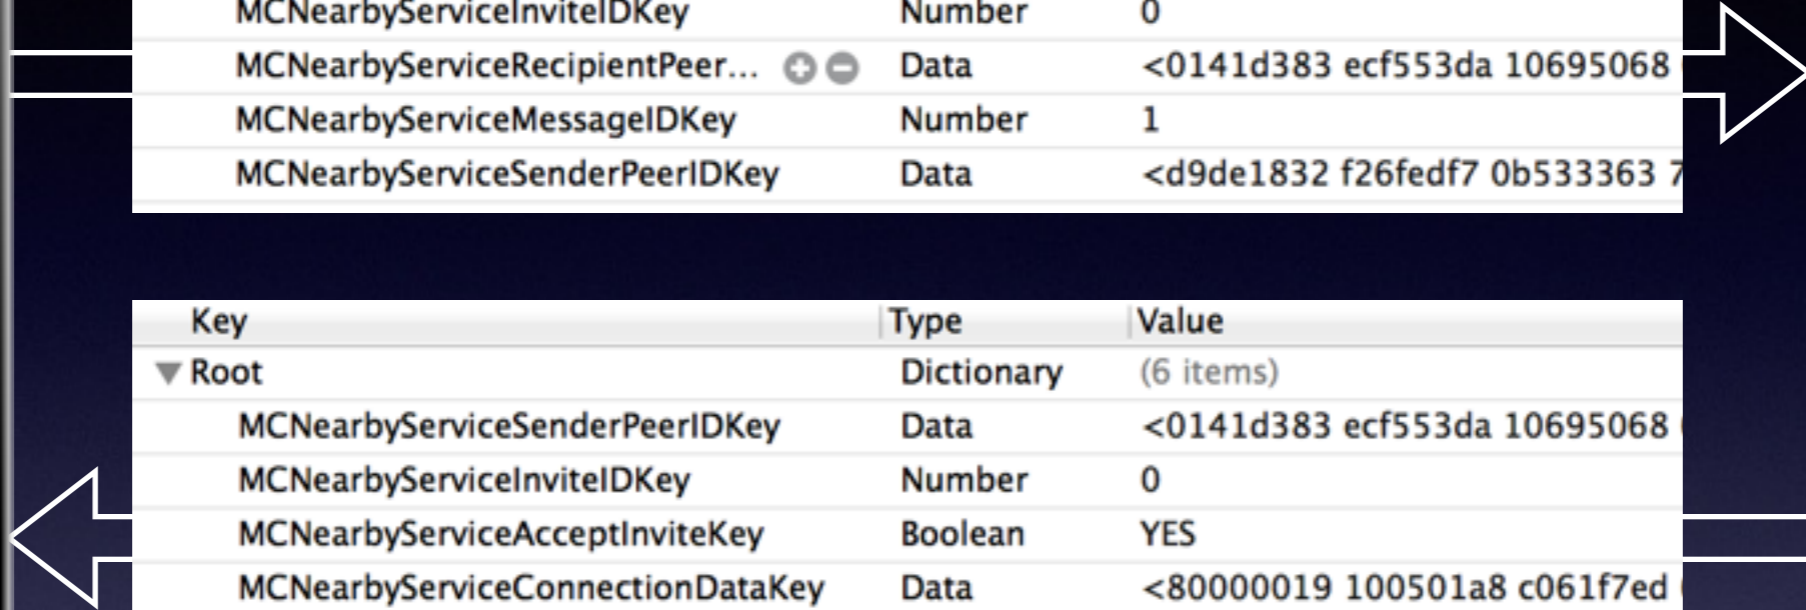 MCNearbyServiceInviteIDKey Number 0
MCNearbyServiceRecipientPeer... Data <0141d383 ecf553da 10695068
MCNearbyServiceMessageIDKey Number 1
MCNearbyServiceSenderPeerIDKey Data <d9de1832 f26fedf7 0b533363 7
Key Type Value
Root Dictionary (6 items)
MCNearbyServiceSenderPeerIDKey Data <0141d383 ecf553da 10695068
MCNearbyServiceInviteIDKey Number 0
MCNearbyServiceAcceptInviteKey Boolean YES
MCNearbyServiceConnectionDataKey Data <80000019 100501a8 c061f7ed